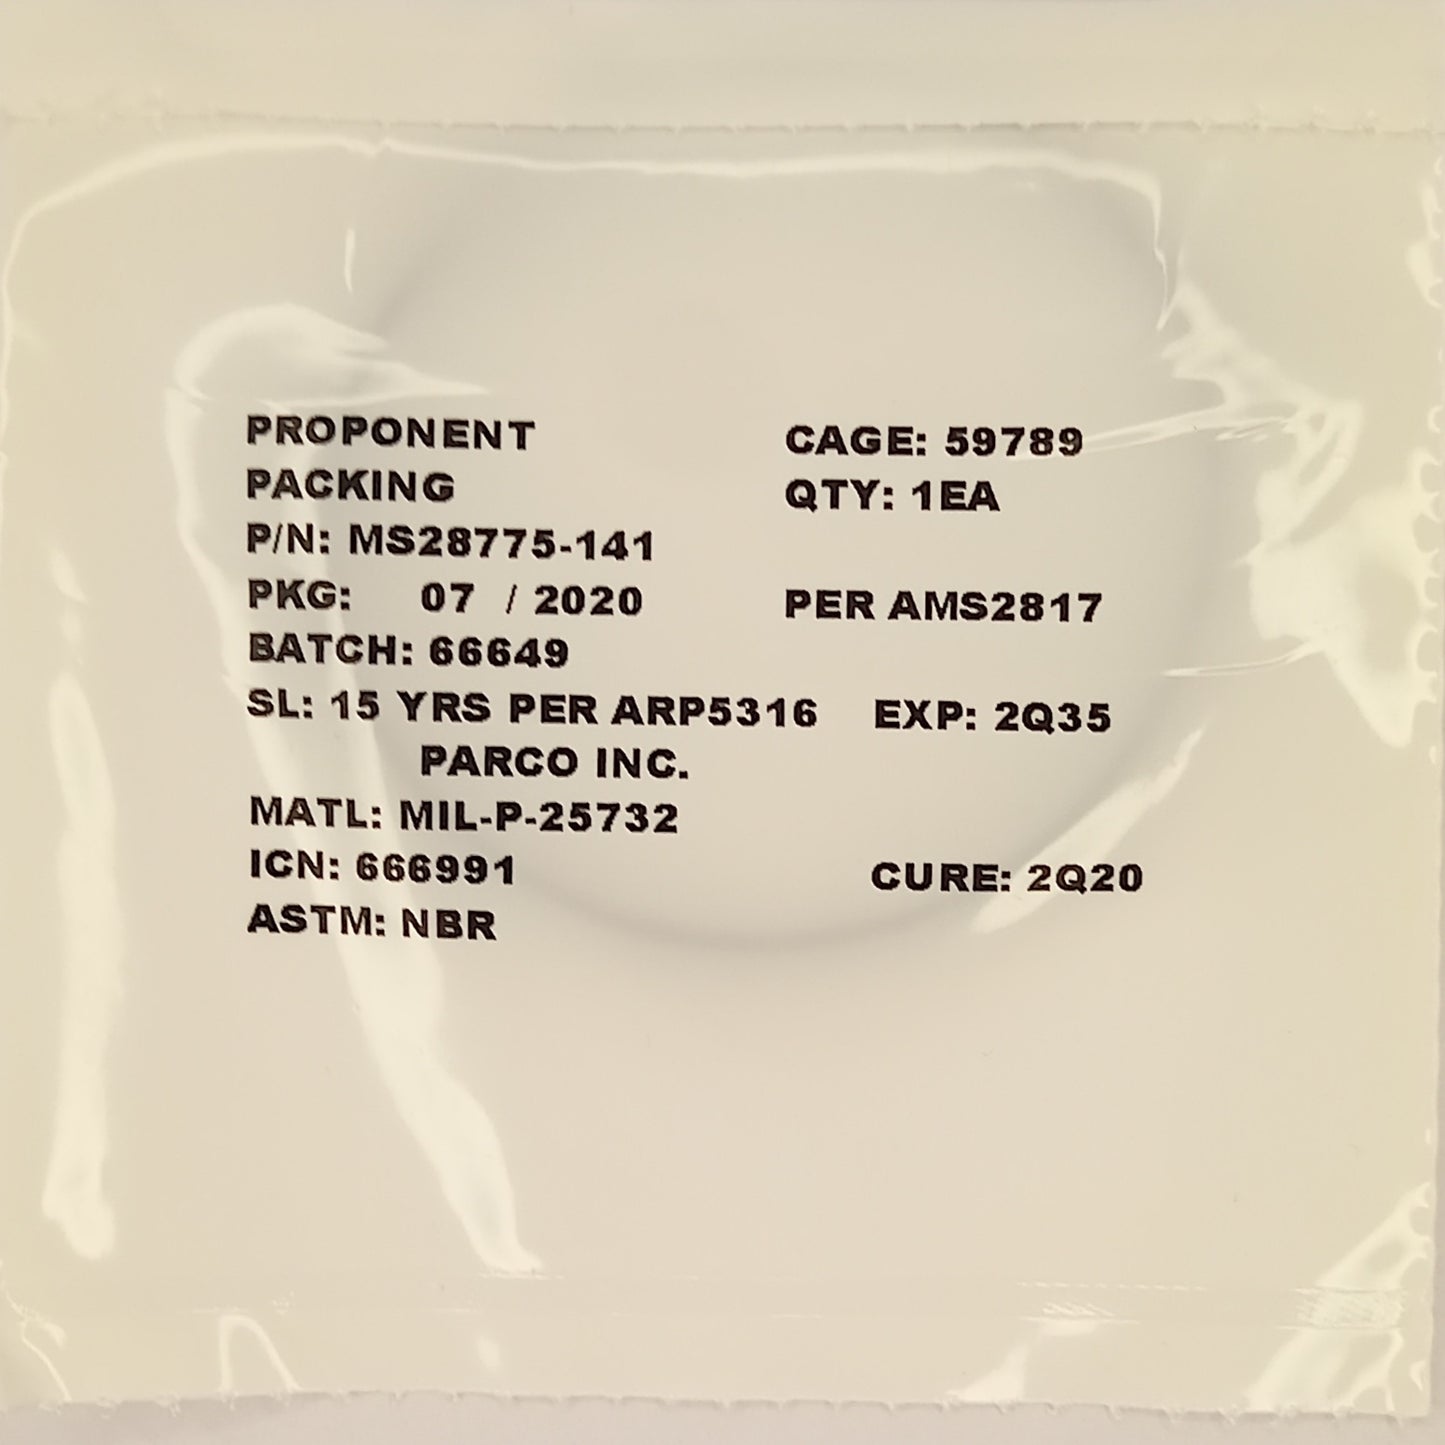 PROPONENT CAGE: 59789
PACKING QTY: 1EA
P/N: MS28775-141
PKG: 07 / 2020 PER AMS2817
BATCH: 66649
SL: 15 YRS PER ARP5316 EXP: 2Q35
PARCO INC.
MATL: MIL-P-25732
ICN: 666991 CURE: 2Q20
ASTM: NBR